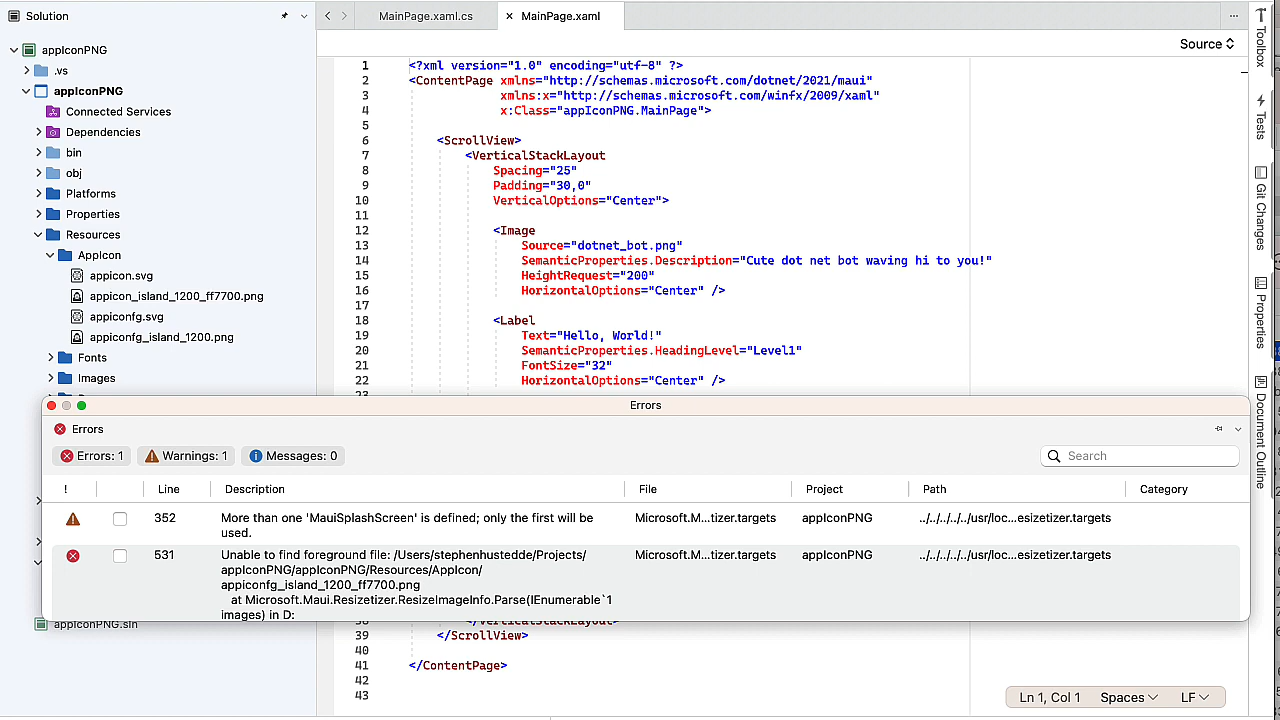 Solution
MainPage.xaml.cs
MainPage.xaml
Source
appIconPNG
.vs
appIconPNG
Connected Services
Dependencies
bin
obj
Platforms
Properties
Resources
AppIcon
appicon.svg
appicon_island_1200_ff7700.png
appiconfg.svg
appiconfg_island_1200.png
Fonts
Images
appIconPNG.sln
1 <?xml version="1.0" encoding="utf-8" ?>
2 <ContentPage xmlns="http://schemas.microsoft.com/dotnet/2021/maui"
3 xmlns:x="http://schemas.microsoft.com/winfx/2009/xaml"
4 x:Class="appIconPNG.MainPage">
5
6 <ScrollView>
7 <VerticalStackLayout
8 Spacing="25"
9 Padding="30,0"
10 VerticalOptions="Center">
11
12 <Image
13 Source="dotnet_bot.png"
14 SemanticProperties.Description="Cute dot net bot waving hi to you!"
15 HeightRequest="200"
16 HorizontalOptions="Center" />
17
18 <Label
19 Text="Hello, World!"
20 SemanticProperties.HeadingLevel="Level1"
21 FontSize="32"
22 HorizontalOptions="Center" />
Toolbox
Tests
Git Changes
Properties
Document Outline
Errors
Errors
Errors: 1
Warnings: 1
Messages: 0
Search
! Line Description File Project Path Category
352 More than one 'MauiSplashScreen' is defined; only the first will be Microsoft.M...tizer.targets appIconPNG ../../../../../usr/loc...esizetizer.targets
used.
531 Unable to find foreground file: /Users/stephenhustedde/Projects/ Microsoft.M...tizer.targets appIconPNG ../../../../../usr/loc...esizetizer.targets
appIconPNG/appIconPNG/Resources/AppIcon/
appiconfg_island_1200_ff7700.png
at Microsoft.Maui.Resizetizer.ResizeImageInfo.Parse(IEnumerable`1
images) in D:
</VerticalStackLayout>
39 </ScrollView>
40
41 </ContentPage>
42
43
Ln 1, Col 1 Spaces LF